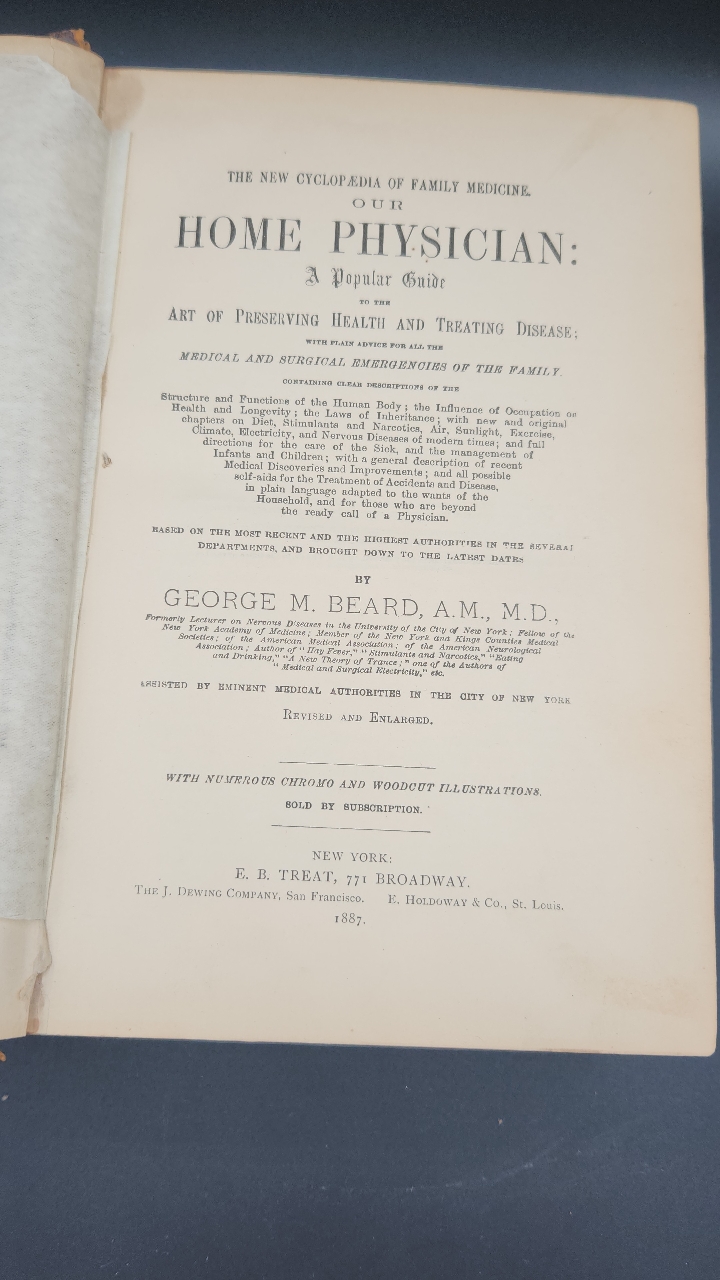 THE NEW CYCLOPÆDIA OF FAMILY MEDICINE.
OUR
HOME PHYSICIAN:
A Popular Guide
TO THE
ART OF PRESERVING HEALTH AND TREATING DISEASE;
WITH PLAIN ADVICE FOR ALL THE
MEDICAL AND SURGICAL EMERGENCIES OF THE FAMILY.
CONTAINING CLEAR DESCRIPTIONS OF THE
Structure and Functions of the Human Body; the Influence of Occupation on
Health and Longevity; the Laws of Inheritance; with new and original
chapters on Diet, Stimulants and Narcotics, Air, Sunlight, Exercise,
Climate, Electricity, and Nervous Diseases of modern times; and full
directions for the care of the Sick, and the management of
Infants and Children; with a general description of recent
Medical Discoveries and Improvements; and all possible
self-aids for the Treatment of Accidents and Disease,
in plain language adapted to the wants of the
Household, and for those who are beyond
the ready call of a Physician.
BASED ON THE MOST RECENT AND THE HIGHEST AUTHORITIES IN THE SEVERAL
DEPARTMENTS, AND BROUGHT DOWN TO THE LATEST DATES
BY
GEORGE M. BEARD, A.M., M.D.,
Formerly Lecturer on Nervous Diseases in the University of the City of New York; Fellow of the
New York Academy of Medicine; Member of the New York and Kings Counties Medical
Societies; of the American Medical Association; of the American Neurological
Association; Author of "Hay Fever," "Stimulants and Narcotics," "Eating
and Drinking," "A New Theory of Trance;" one of the Authors of
"Medical and Surgical Electricity," etc.
ASSISTED BY EMINENT MEDICAL AUTHORITIES IN THE CITY OF NEW YORK
REVISED AND ENLARGED.
WITH NUMEROUS CHROMO AND WOODCUT ILLUSTRATIONS.
SOLD BY SUBSCRIPTION.
NEW YORK:
E. B. TREAT, 771 BROADWAY.
THE J. DEWING COMPANY, San Francisco. E. HOLDOWAY & Co., St. Louis.
1887.